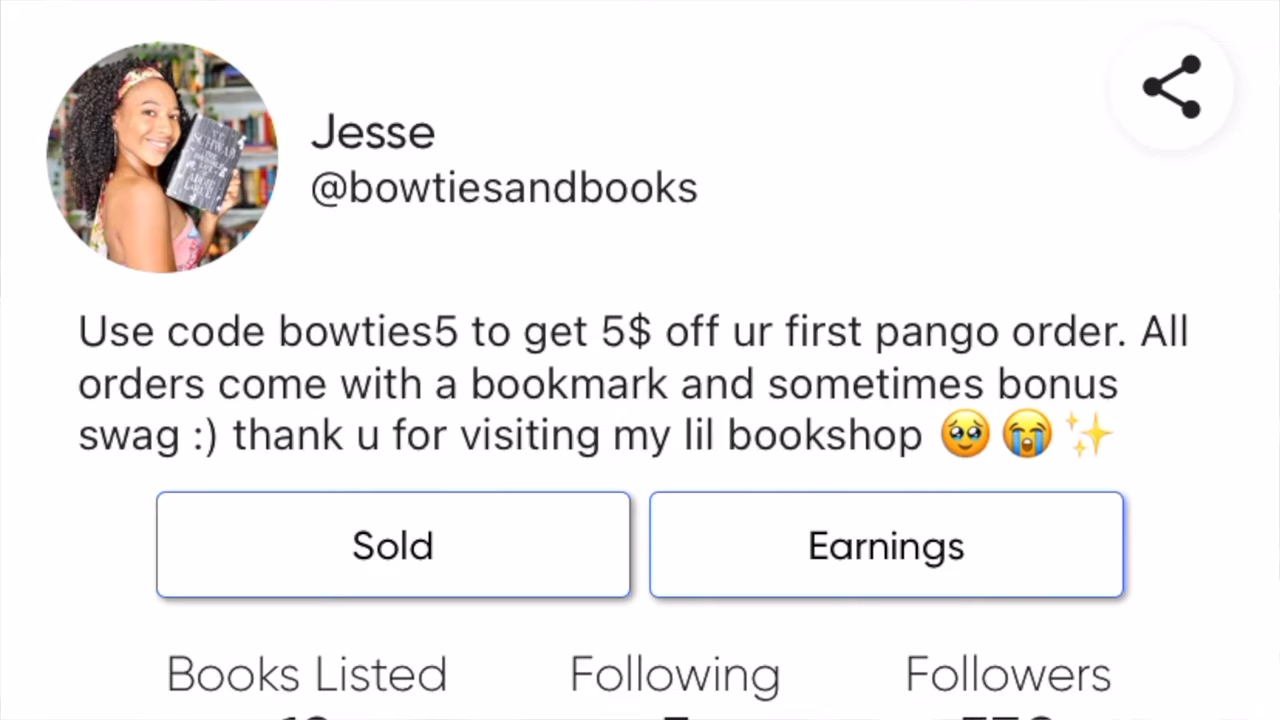 Jesse
@bowtiesandbooks
Use code bowties5 to get 5$ off ur first pango order. All
orders come with a bookmark and sometimes bonus
swag :) thank u for visiting my lil bookshop 🥹 😭 ✨
Sold
Earnings
Books Listed
Following
Followers